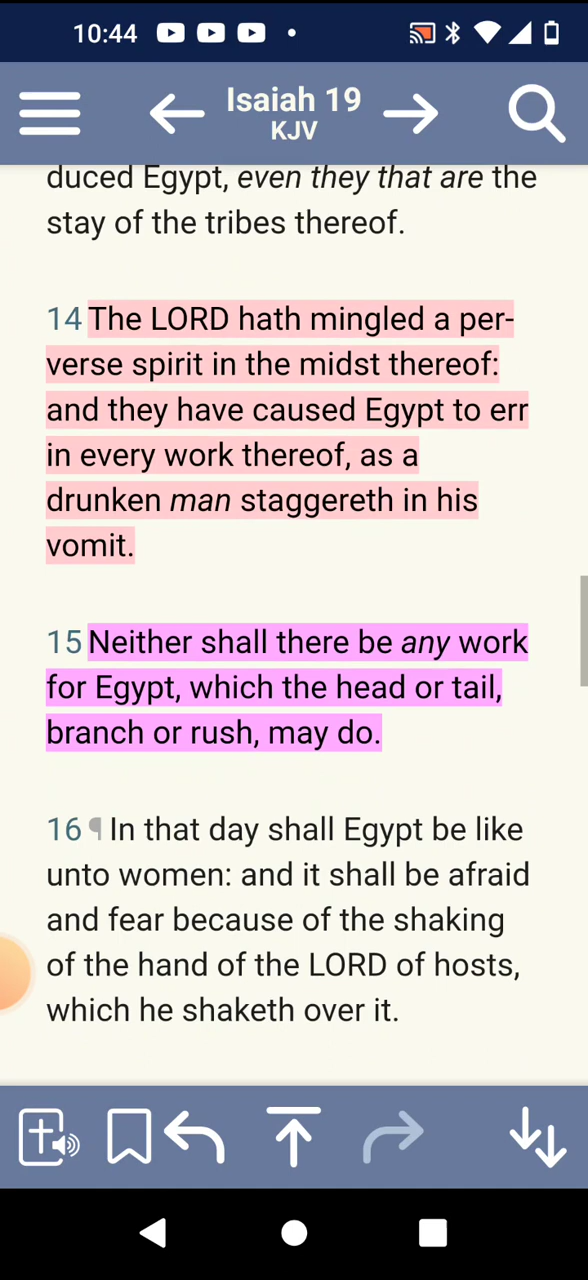 10:44
Isaiah 19
KJV
duced Egypt, even they that are the
stay of the tribes thereof.
14 The LORD hath mingled a per-
verse spirit in the midst thereof:
and they have caused Egypt to err
in every work thereof, as a
drunken man staggereth in his
vomit.
15 Neither shall there be any work
for Egypt, which the head or tail,
branch or rush, may do.
16 ¶ In that day shall Egypt be like
unto women: and it shall be afraid
and fear because of the shaking
of the hand of the LORD of hosts,
which he shaketh over it.